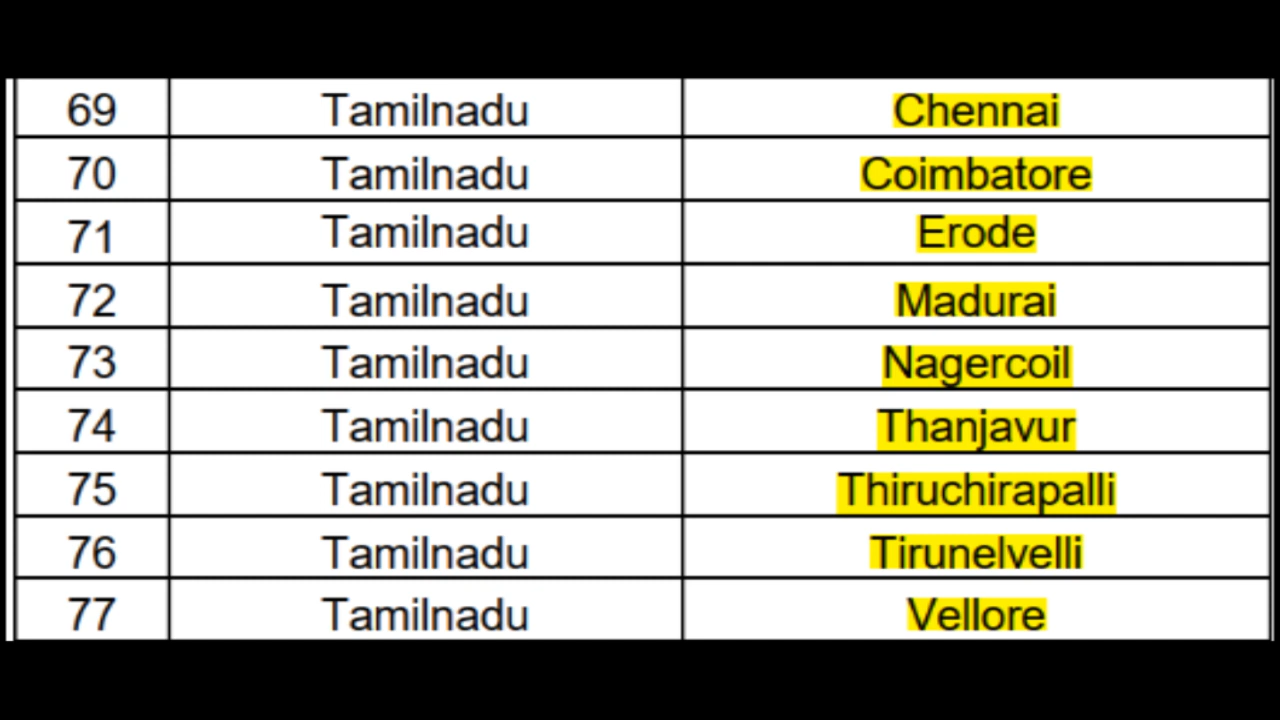 69 Tamilnadu Chennai
70 Tamilnadu Coimbatore
71 Tamilnadu Erode
72 Tamilnadu Madurai
73 Tamilnadu Nagercoil
74 Tamilnadu Thanjavur
75 Tamilnadu Thiruchirapalli
76 Tamilnadu Tirunelvelli
77 Tamilnadu Vellore